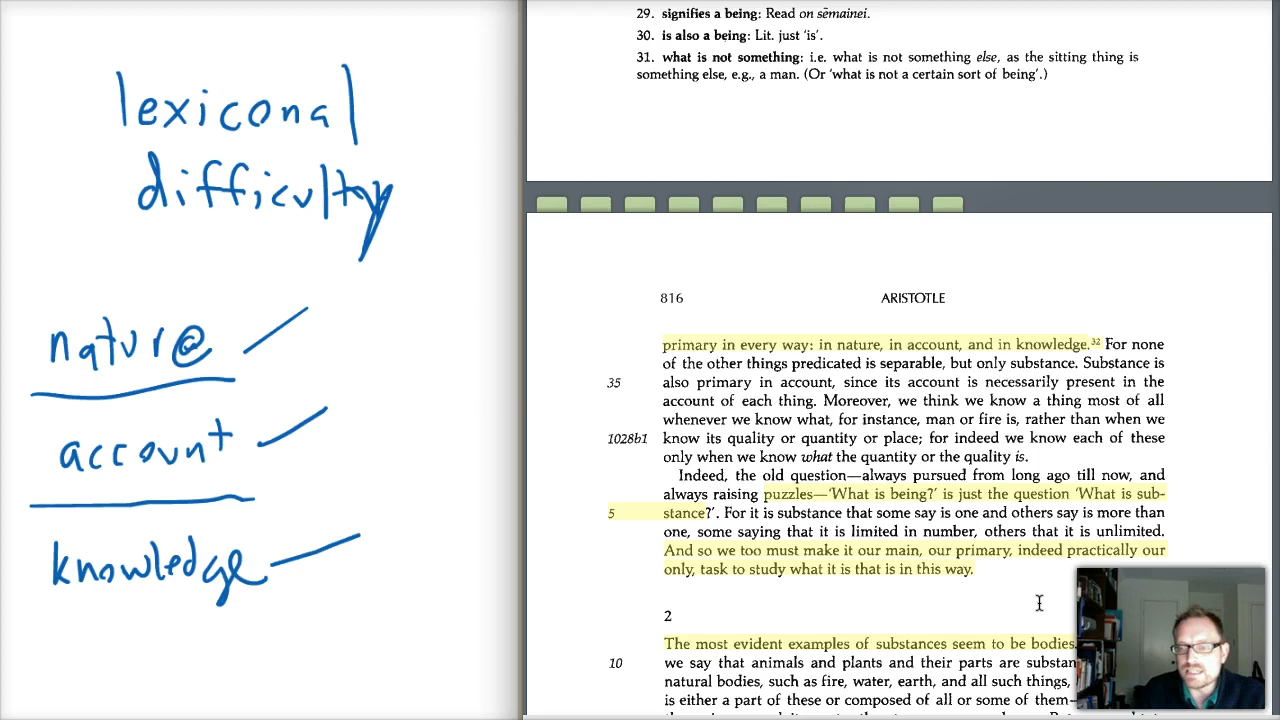 lexiconal
difficulty
nature
account
knowledge
29. signifies a being: Read on sēmainei.
30. is also a being: Lit. just ‘is’.
31. what is not something: i.e. what is not something else, as the sitting thing is
something else, e.g., a man. (Or ‘what is not a certain sort of being’.)
816 ARISTOTLE
primary in every way: in nature, in account, and in knowledge.32 For none
of the other things predicated is separable, but only substance. Substance is
35 also primary in account, since its account is necessarily present in the
account of each thing. Moreover, we think we know a thing most of all
whenever we know what, for instance, man or fire is, rather than when we
1028b1 know its quality or quantity or place; for indeed we know each of these
only when we know what the quantity or the quality is.
Indeed, the old question—always pursued from long ago till now, and
always raising puzzles—‘What is being?’ is just the question ‘What is sub-
5 stance?’. For it is substance that some say is one and others say is more than
one, some saying that it is limited in number, others that it is unlimited.
And so we too must make it our main, our primary, indeed practically our
only, task to study what it is that is in this way.
2
The most evident examples of substances seem to be bodies.
10 we say that animals and plants and their parts are substan
natural bodies, such as fire, water, earth, and all such things,
is either a part of these or composed of all or some of them—